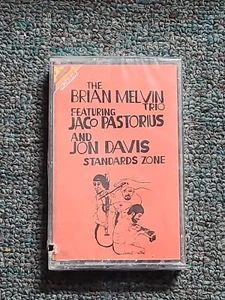 THE
BRIAN MELVIN
TRIO
FEATURING
JACO PASTORIUS
AND
JON DAVIS
STANDARDS ZONE